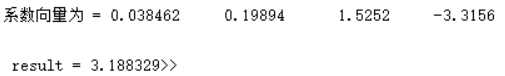 系数向量为 = 0.038462 0.19894 1.5252 -3.3156
result = 3.188329>>